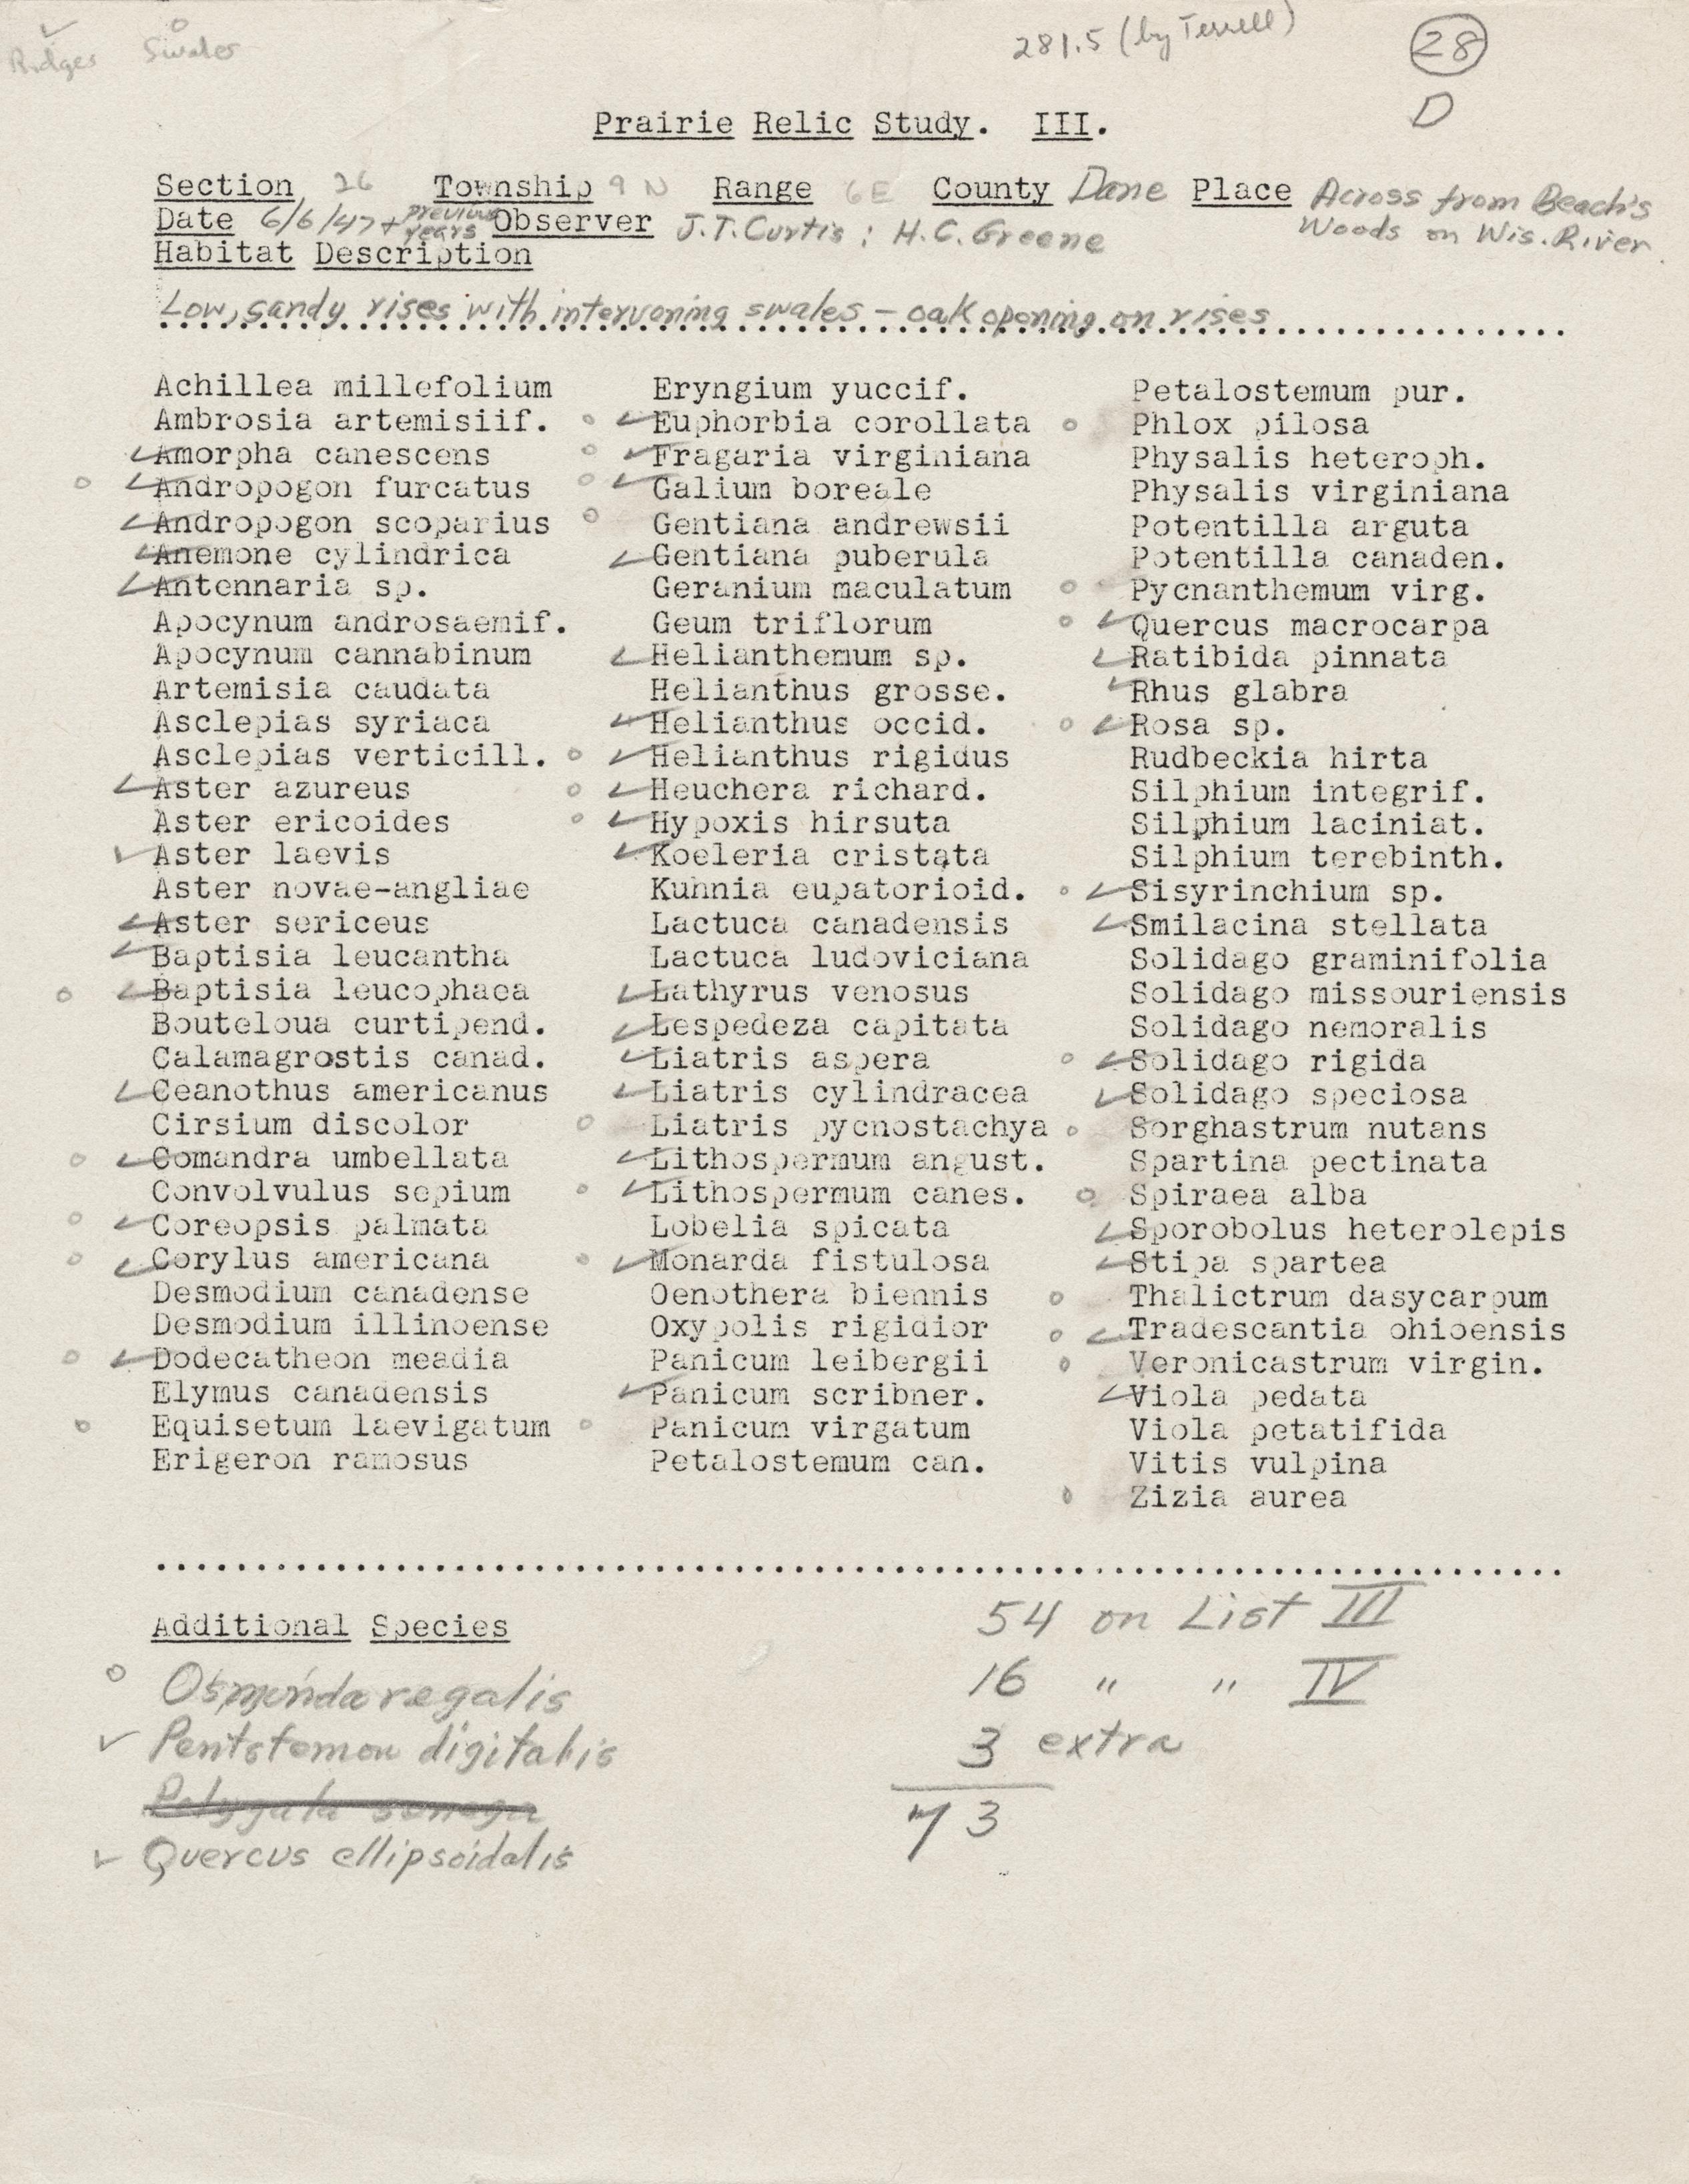 ✓ o
Ridges Swales
281.5 (by Terrell)
28
D
Prairie Relic Study. III.
Section 26 Township 9 N Range 6E County Dane Place Across from Beach's
Woods on Wis. River
Date 6/6/47 + previous years Observer J.T. Curtis; H.C. Greene
Habitat Description
Low, sandy rises with intervening swales - oak opening on rises
Achillea millefolium
Ambrosia artemisiif.
✓ Amorpha canescens
o ✓ Andropogon furcatus
✓ Andropogon scoparius
✓ Anemone cylindrica
✓ Antennaria sp.
Apocynum androsaemif.
Apocynum cannabinum
Artemisia caudata
Asclepias syriaca
Asclepias verticill.
✓ Aster azureus
Aster ericoides
✓ Aster laevis
Aster novae-angliae
✓ Aster sericeus
✓ Baptisia leucantha
o ✓ Baptisia leucophaea
Bouteloua curtipend.
Calamagrostis canad.
✓ Ceanothus americanus
Cirsium discolor
o ✓ Comandra umbellata
Convolvulus sepium
o ✓ Coreopsis palmata
o ✓ Corylus americana
Desmodium canadense
Desmodium illinoense
o ✓ Dodecatheon meadia
Elymus canadensis
o Equisetum laevigatum
Erigeron ramosus
Eryngium yuccif.
o ✓ Euphorbia corollata
o ✓ Fragaria virginiana
o ✓ Galium boreale
o Gentiana andrewsii
✓ Gentiana puberula
Geranium maculatum
Geum triflorum
✓ Helianthemum sp.
Helianthus grosse.
✓ Helianthus occid.
o ✓ Helianthus rigidus
o ✓ Heuchera richard.
o ✓ Hypoxis hirsuta
✓ Koeleria cristata
Kuhnia eupatorioid.
Lactuca canadensis
Lactuca ludoviciana
✓ Lathyrus venosus
✓ Lespedeza capitata
✓ Liatris aspera
✓ Liatris cylindracea
o Liatris pycnostachya
✓ Lithospermum angust.
o ✓ Lithospermum canes.
Lobelia spicata
o ✓ Monarda fistulosa
Oenothera biennis
Oxypolis rigidior
Panicum leibergii
✓ Panicum scribner.
o Panicum virgatum
Petalostemum can.
Petalostemum pur.
o Phlox pilosa
Physalis heteroph.
Physalis virginiana
Potentilla arguta
Potentilla canaden.
o Pycnanthemum virg.
o ✓ Quercus macrocarpa
✓ Ratibida pinnata
✓ Rhus glabra
o ✓ Rosa sp.
Rudbeckia hirta
Silphium integrif.
Silphium laciniat.
Silphium terebinth.
o ✓ Sisyrinchium sp.
✓ Smilacina stellata
Solidago graminifolia
Solidago missouriensis
Solidago nemoralis
o ✓ Solidago rigida
✓ Solidago speciosa
o Sorghastrum nutans
Spartina pectinata
o Spiraea alba
✓ Sporobolus heterolepis
✓ Stipa spartea
o Thalictrum dasycarpum
o ✓ Tradescantia ohioensis
o Veronicastrum virgin.
✓ Viola pedata
Viola petatifida
Vitis vulpina
o Zizia aurea
Additional Species
o Osmunda regalis
✓ Pentstemon digitalis
Polygala senega
✓ Quercus ellipsoidalis
54 on List III
16 " " IV
3 extra
73